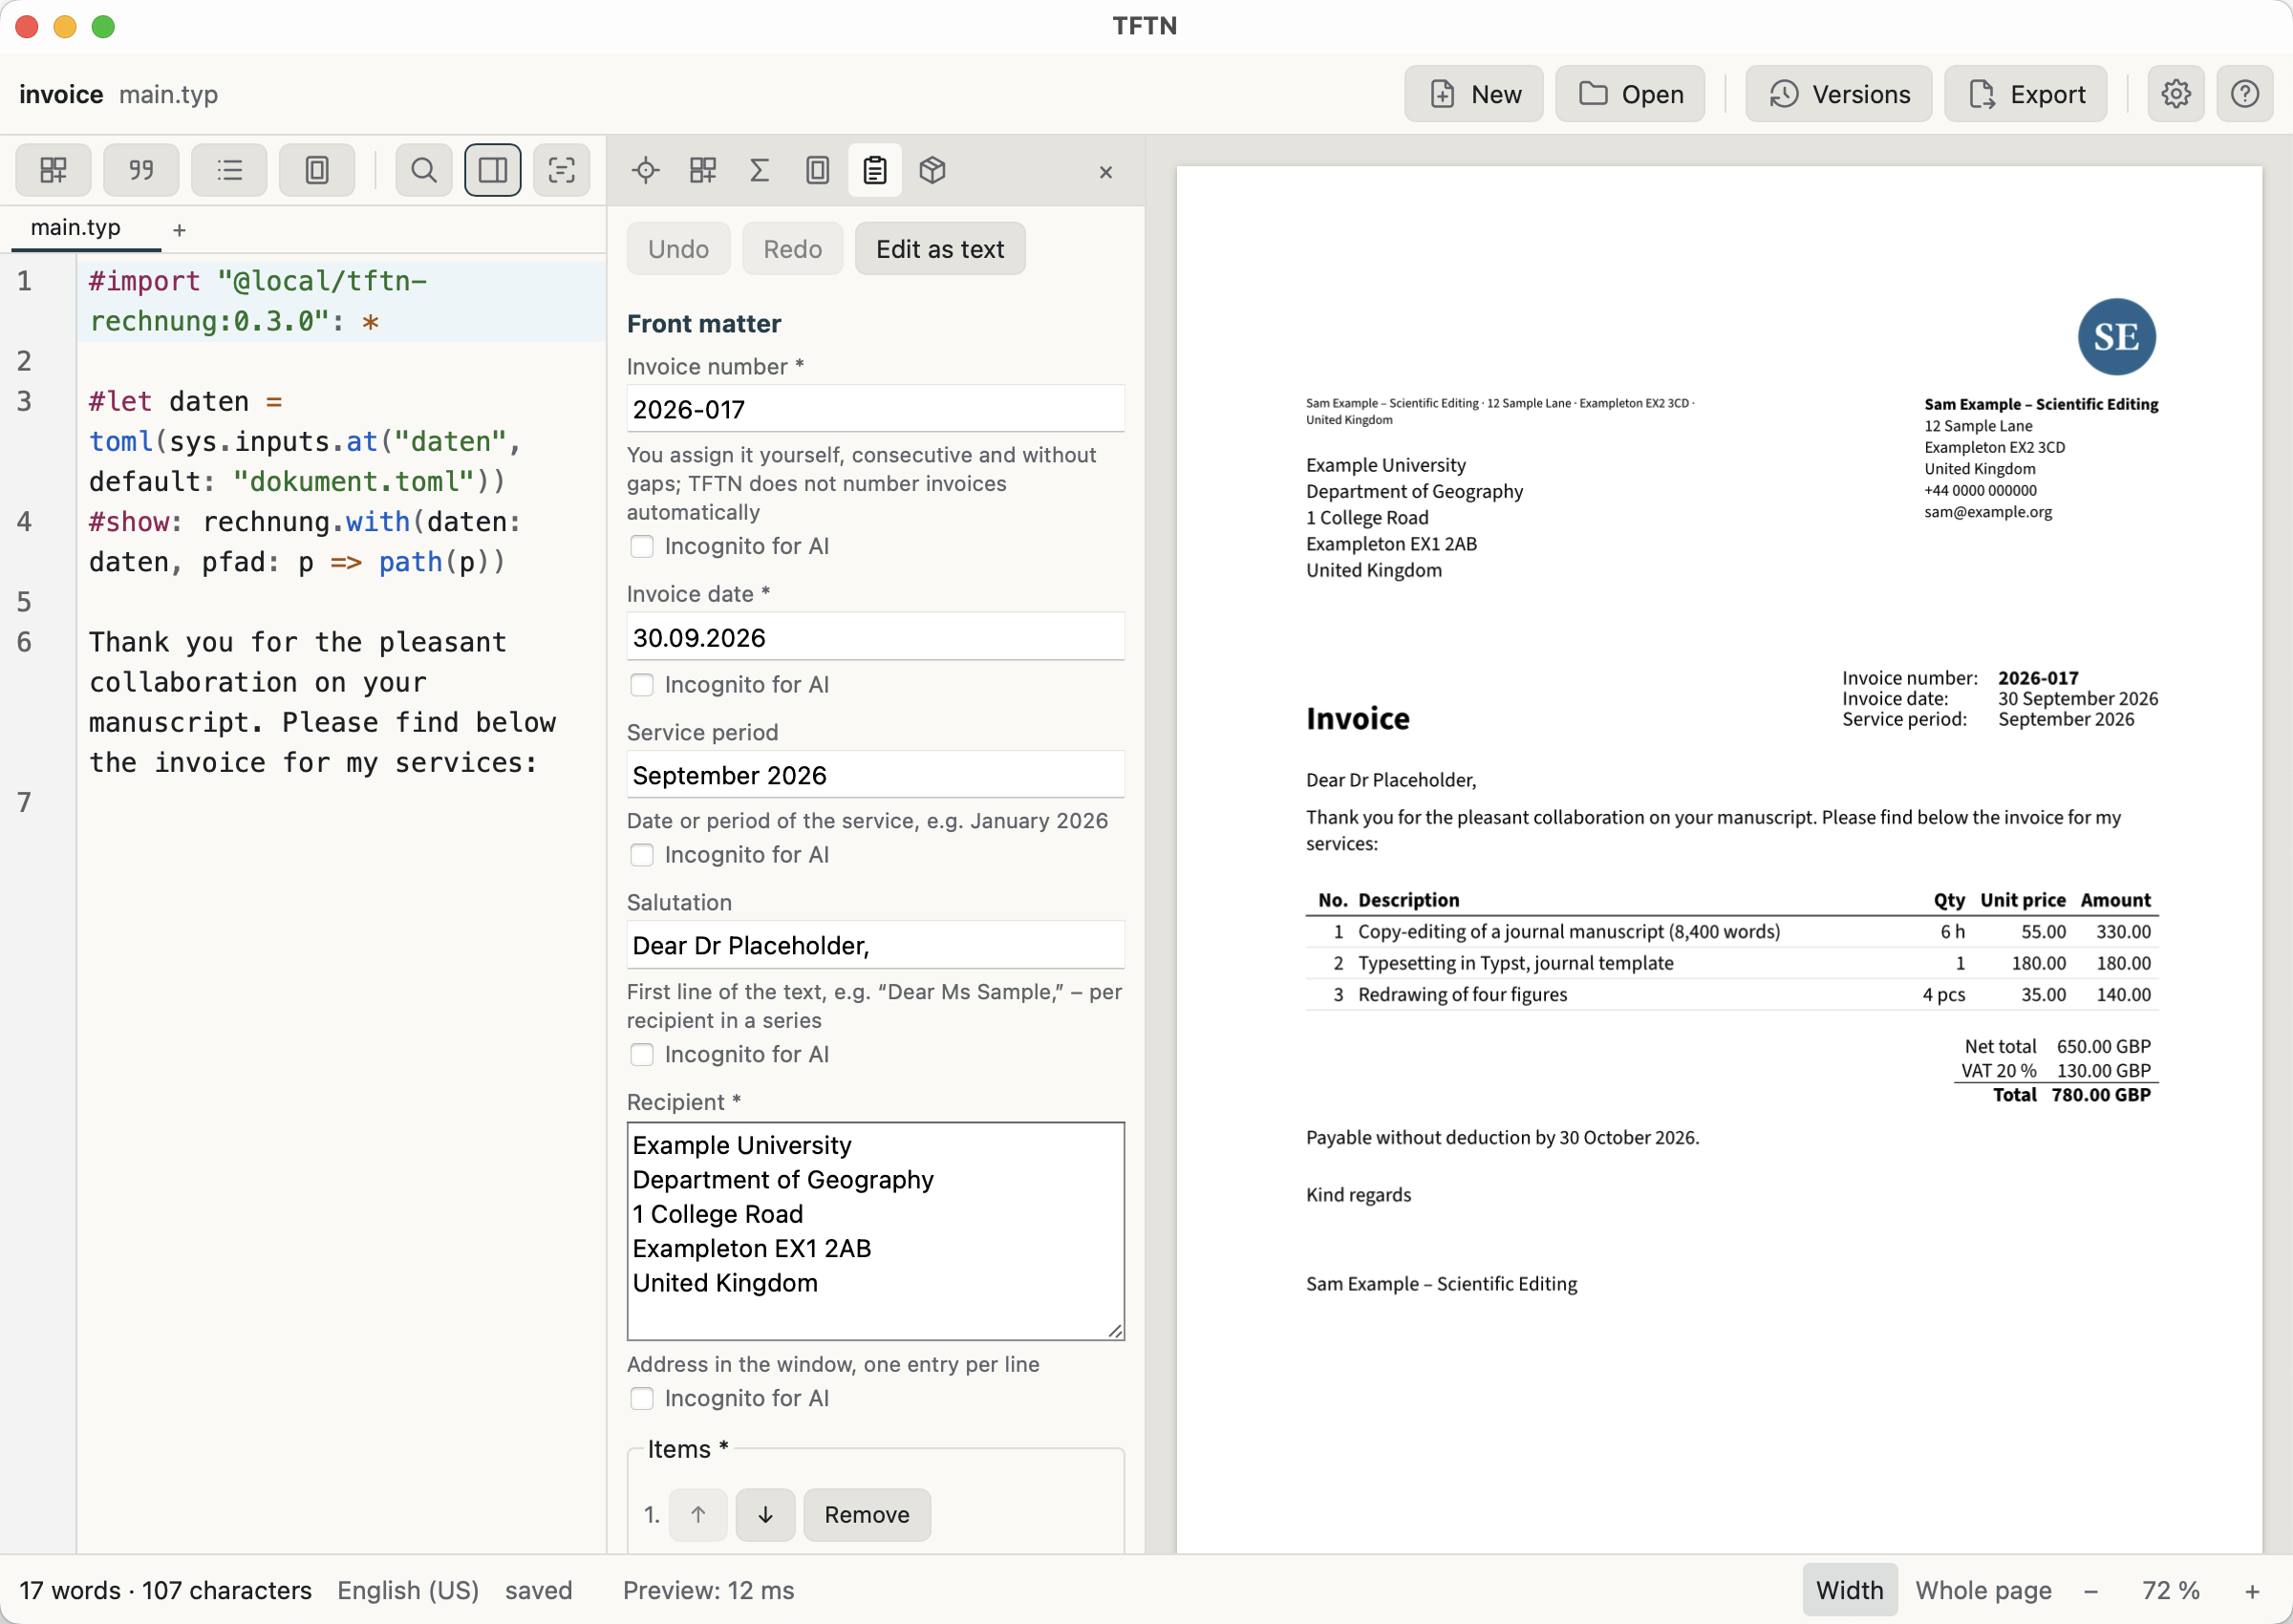 TFTN
invoice main.typ
New Open Versions Export
main.typ +
1 #import "@local/tftn-
rechnung:0.3.0": *
2
3 #let daten =
toml(sys.inputs.at("daten",
default: "dokument.toml"))
4 #show: rechnung.with(daten:
daten, pfad: p => path(p))
5
6 Thank you for the pleasant
collaboration on your
manuscript. Please find below
the invoice for my services:
7
Undo Redo Edit as text
Front matter
Invoice number *
2026-017
You assign it yourself, consecutive and without
gaps; TFTN does not number invoices
automatically
Incognito for AI
Invoice date *
30.09.2026
Incognito for AI
Service period
September 2026
Date or period of the service, e.g. January 2026
Incognito for AI
Salutation
Dear Dr Placeholder,
First line of the text, e.g. “Dear Ms Sample,” – per
recipient in a series
Incognito for AI
Recipient *
Example University
Department of Geography
1 College Road
Exampleton EX1 2AB
United Kingdom
Address in the window, one entry per line
Incognito for AI
Items *
1. ↑ ↓ Remove
SE
Sam Example – Scientific Editing · 12 Sample Lane · Exampleton EX2 3CD ·
United Kingdom
Example University
Department of Geography
1 College Road
Exampleton EX1 2AB
United Kingdom
Sam Example – Scientific Editing
12 Sample Lane
Exampleton EX2 3CD
United Kingdom
+44 0000 000000
sam@example.org
Invoice number: 2026-017
Invoice date: 30 September 2026
Service period: September 2026
Invoice
Dear Dr Placeholder,
Thank you for the pleasant collaboration on your manuscript. Please find below the invoice for my
services:
No. Description Qty Unit price Amount
1 Copy-editing of a journal manuscript (8,400 words) 6 h 55.00 330.00
2 Typesetting in Typst, journal template 1 180.00 180.00
3 Redrawing of four figures 4 pcs 35.00 140.00
Net total 650.00 GBP
VAT 20 % 130.00 GBP
Total 780.00 GBP
Payable without deduction by 30 October 2026.
Kind regards
Sam Example – Scientific Editing
17 words · 107 characters English (US) saved Preview: 12 ms Width Whole page − 72 % +